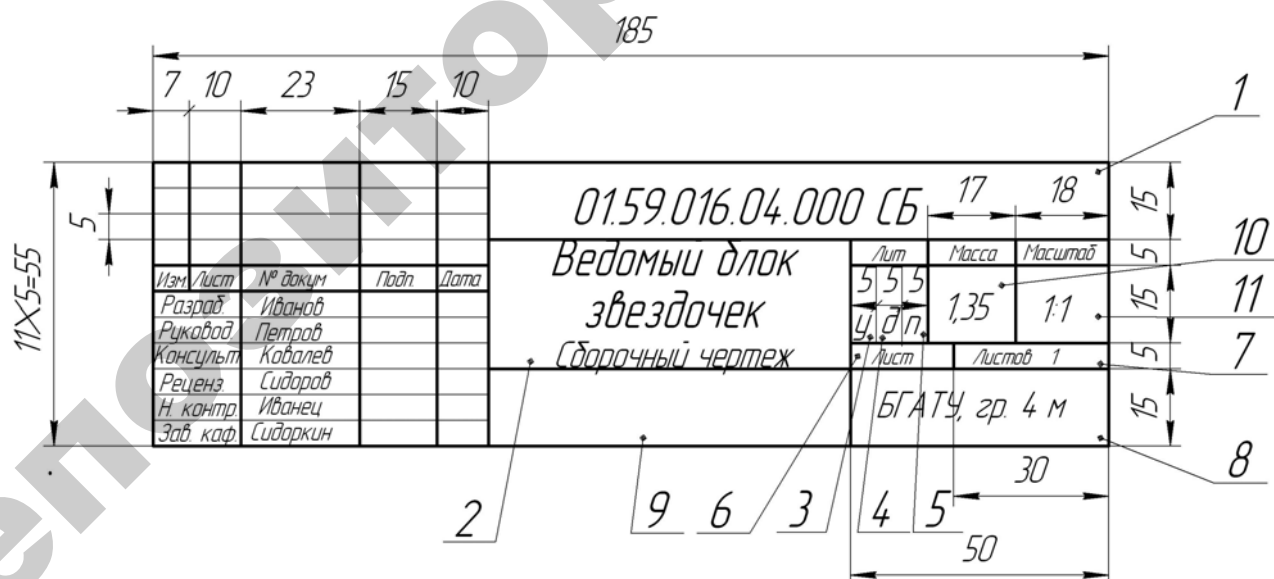 185
7 10 23 15 10
1
01.59.016.04.000 СБ
17 18
15
5
11X5=55
Ведомый блок
звездочек
Сборочный чертеж
Лит Масса Масштаб
5
10
5 5 5
у д п
1,35
1:1
15
11
Изм. Лист № докум Подп. Дата
Разраб. Иванов
Руковод. Петров
Консульт. Ковалев
Реценз. Сидоров
Н. контр. Иванец
Зав. каф. Сидоркин
Лист Листов 1
5
7
БГАТУ, гр. 4 м
15
8
30
2 9 6 3 4 5
50
епозитор